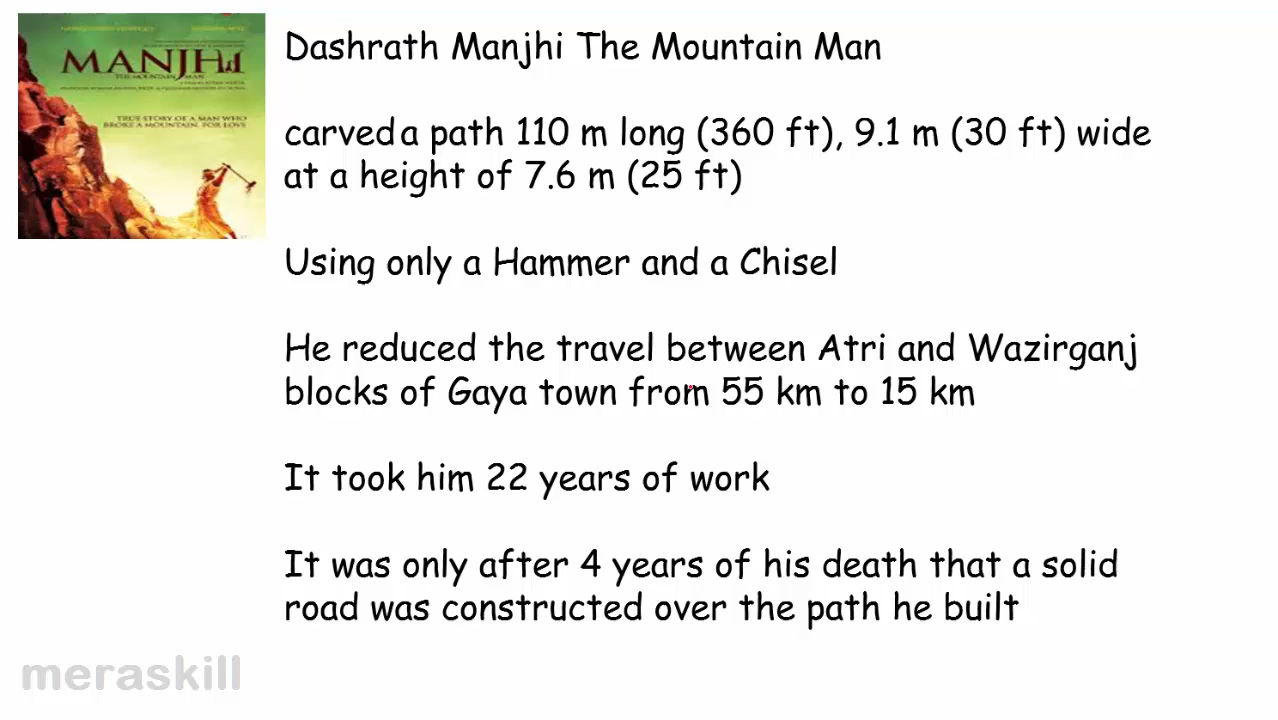 MANJHI
THE MOUNTAIN MAN
TRUE STORY OF A MAN WHO
BROKE A MOUNTAIN, FOR LOVE
Dashrath Manjhi The Mountain Man
carved a path 110 m long (360 ft), 9.1 m (30 ft) wide
at a height of 7.6 m (25 ft)
Using only a Hammer and a Chisel
He reduced the travel between Atri and Wazirganj
blocks of Gaya town from 55 km to 15 km
It took him 22 years of work
It was only after 4 years of his death that a solid
road was constructed over the path he built
meraskill